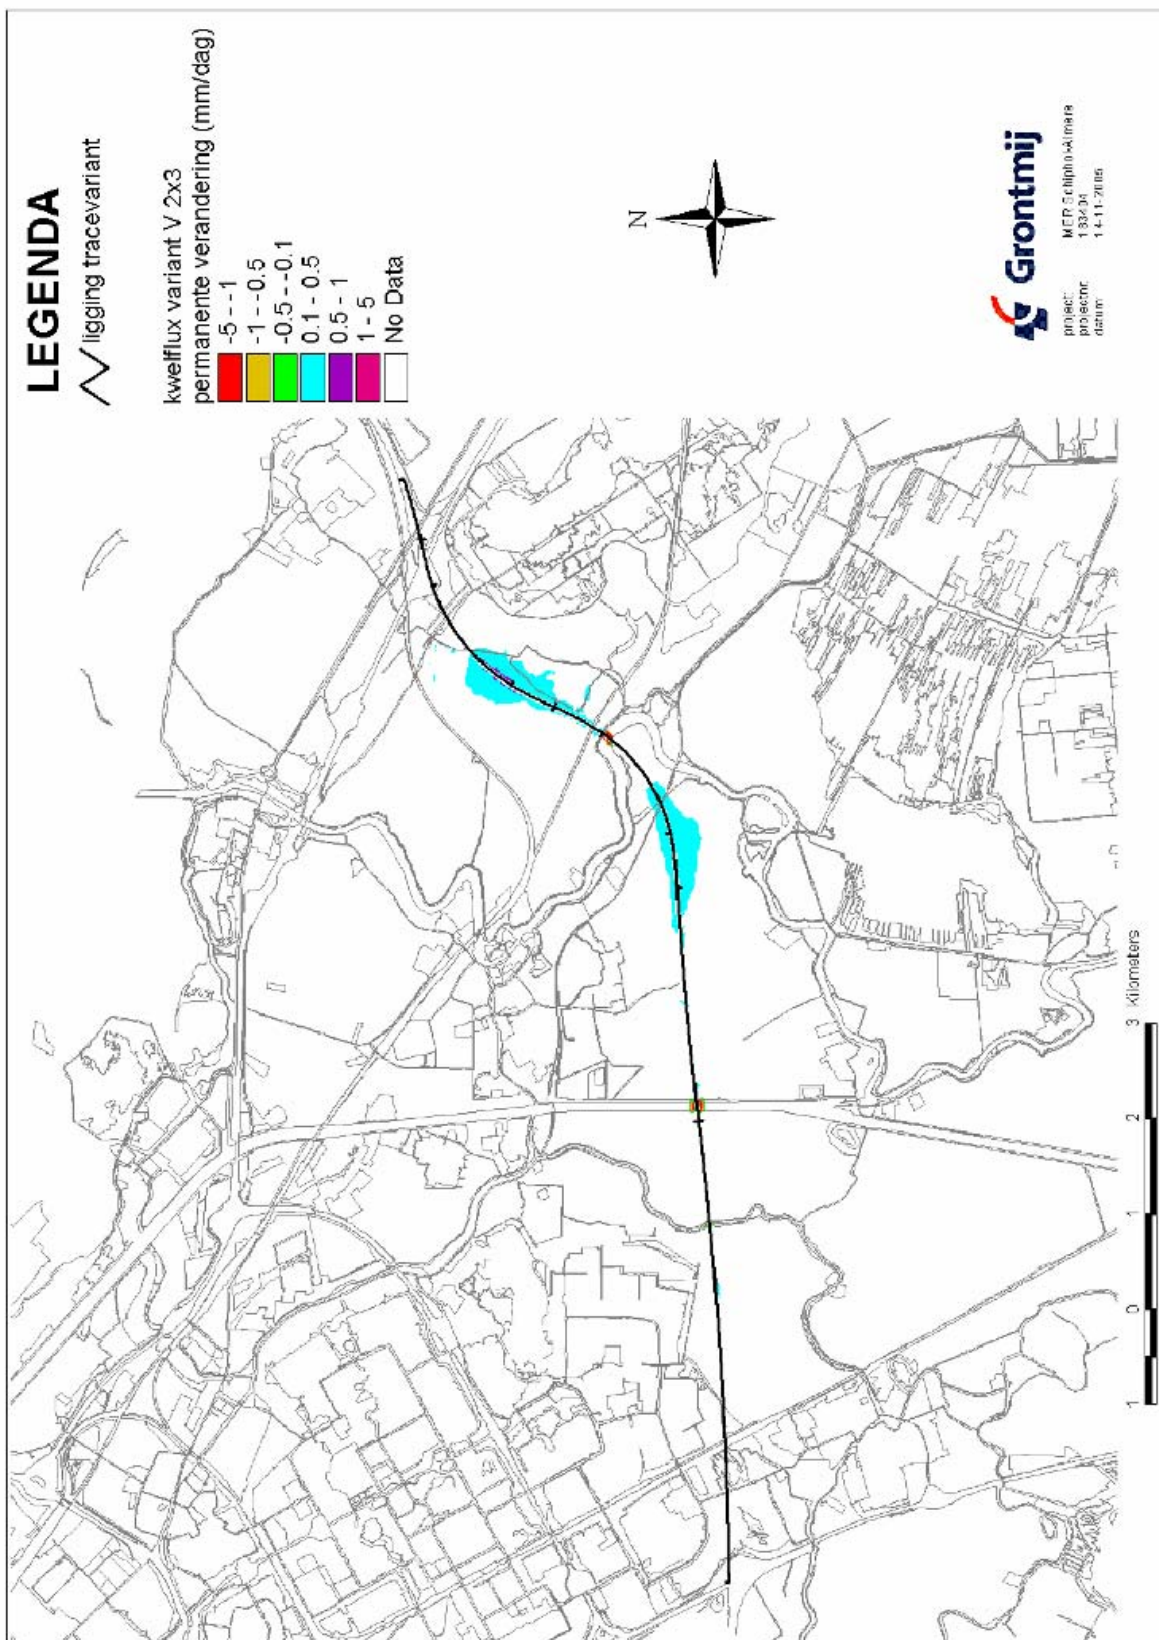 LEGENDA
ligging tracevariant
kwelflux variant V 2x3
permanente verandering (mm/dag)
-5 - -1
-1 - -0.5
-0.5 - -0.1
0.1 - 0.5
0.5 - 1
1 - 5
No Data
N
Grontmij
project: MER Schiphol-Almere
projectnr.
datum: 14-11-2005
1 0 1 2 3 Kilometers